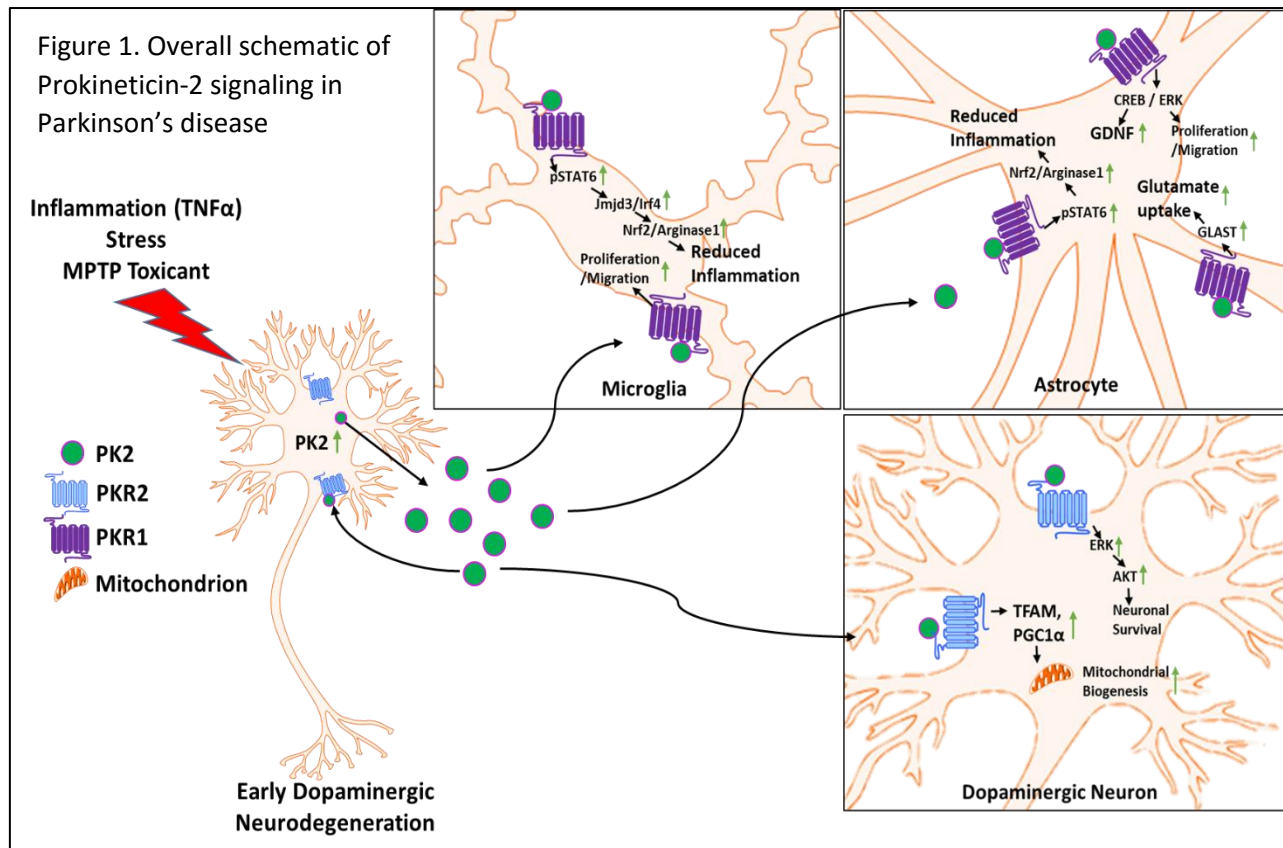 Figure 1. Overall schematic of
Prokineticin-2 signaling in
Parkinson's disease
Inflammation (TNFα)
Stress
MPTP Toxicant
PK2
PK2
PKR2
PKR1
Mitochondrion
Early Dopaminergic
Neurodegeneration
pSTAT6
Jmjd3/Irf4
Nrf2/Arginase1
Reduced
Inflammation
Proliferation
/Migration
Microglia
CREB / ERK
GDNF
Proliferation
/Migration
Reduced
Inflammation
Nrf2/Arginase1
pSTAT6
Glutamate
uptake
GLAST
Astrocyte
ERK
AKT
Neuronal
Survival
TFAM,
PGC1α
Mitochondrial
Biogenesis
Dopaminergic Neuron